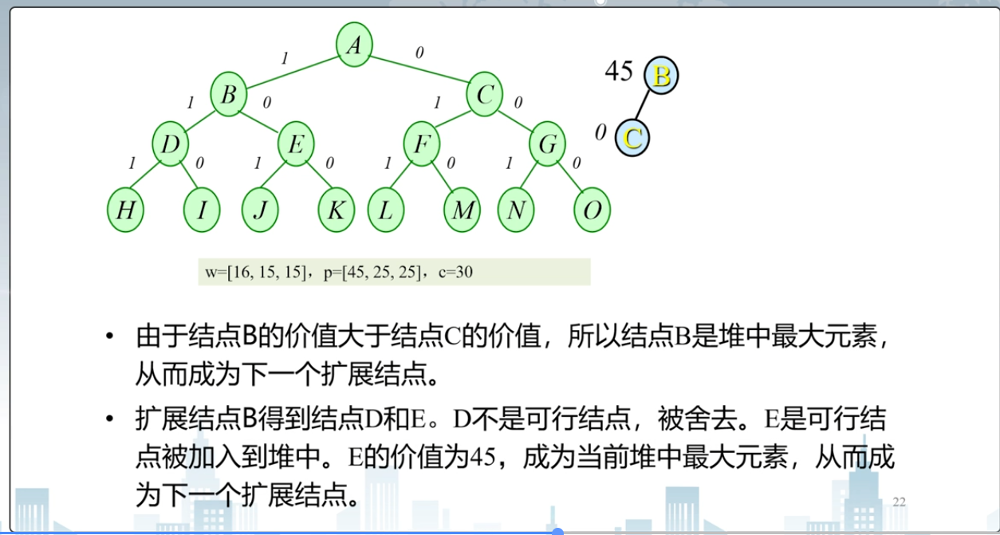 A
1 0
45 B
B C
1 0 1 0
0 C
D E F G
1 0 1 0 1 0 1 0
H I J K L M N O
w=[16, 15, 15]，p=[45, 25, 25]，c=30
• 由于结点B的价值大于结点C的价值，所以结点B是堆中最大元素，
从而成为下一个扩展结点。
• 扩展结点B得到结点D和E。D不是可行结点，被舍去。E是可行结
点被加入到堆中。E的价值为45，成为当前堆中最大元素，从而成
为下一个扩展结点。
22